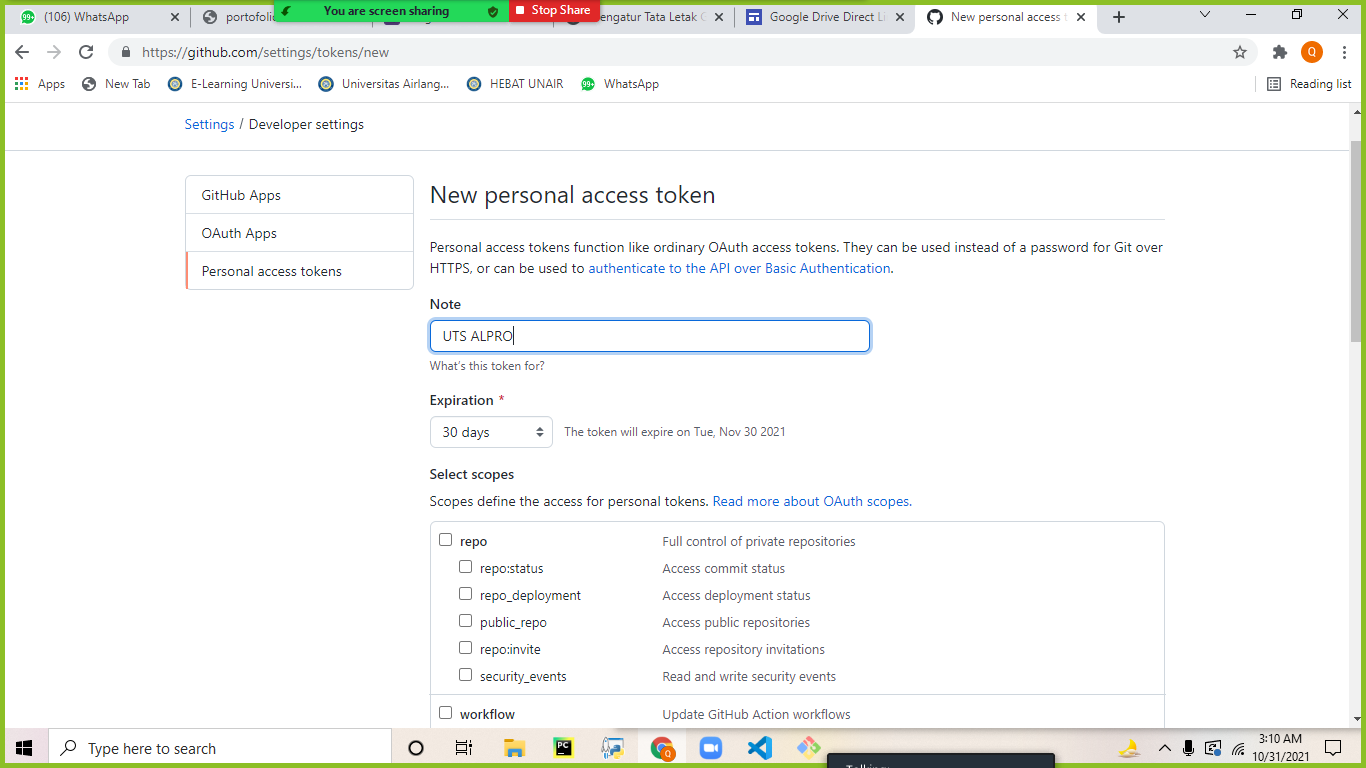 (106) WhatsApp
portofoli
You are screen sharing
Stop Share
engatur Tata Letak
Google Drive Direct Li
New personal access t
https://github.com/settings/tokens/new
Q
Apps
New Tab
E-Learning Universi...
Universitas Airlang...
HEBAT UNAIR
99+
WhatsApp
Reading list
Settings / Developer settings
GitHub Apps
OAuth Apps
Personal access tokens
New personal access token
Personal access tokens function like ordinary OAuth access tokens. They can be used instead of a password for Git over
HTTPS, or can be used to authenticate to the API over Basic Authentication.
Note
UTS ALPRO
What's this token for?
Expiration *
30 days
The token will expire on Tue, Nov 30 2021
Select scopes
Scopes define the access for personal tokens. Read more about OAuth scopes.
repo Full control of private repositories
repo:status Access commit status
repo_deployment Access deployment status
public_repo Access public repositories
repo:invite Access repository invitations
security_events Read and write security events
workflow Update GitHub Action workflows
Type here to search
PC
Q
3:10 AM
10/31/2021